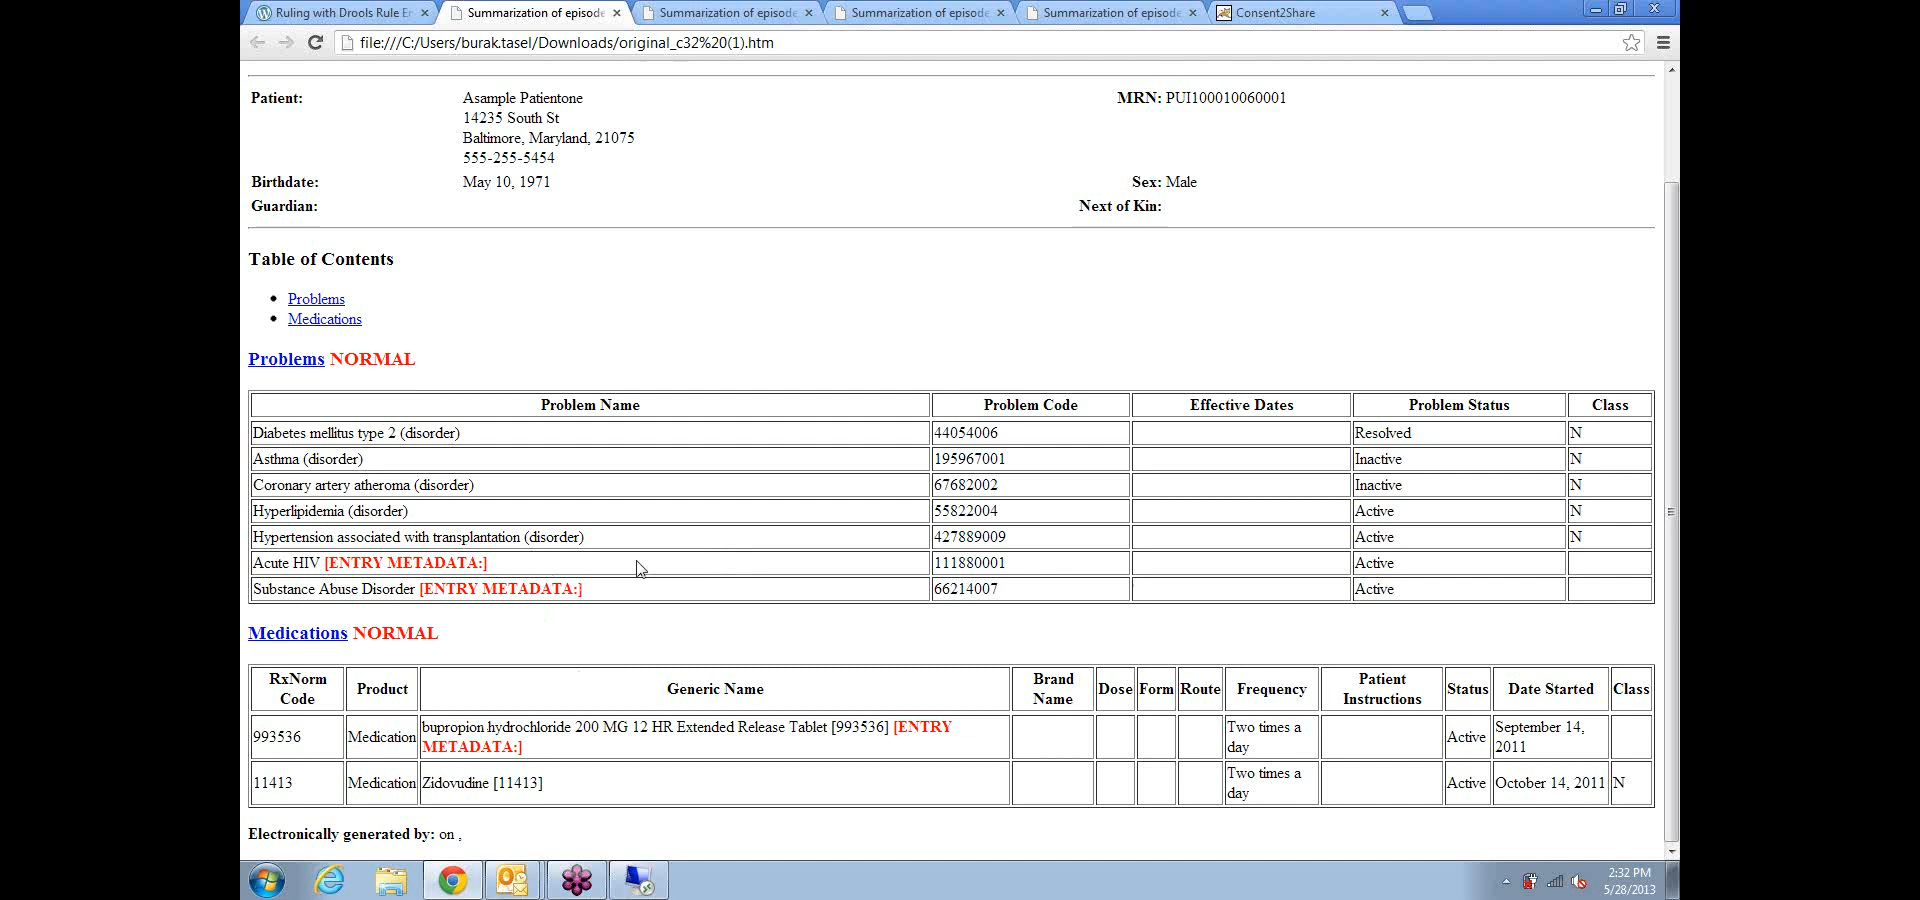 Ruling with Drools Rule E
Summarization of episode
Summarization of episode
Summarization of episode
Summarization of episode
Consent2Share
file:///C:/Users/burak.tasel/Downloads/original_c32%20(1).htm
Patient: Asample Patientone MRN: PUI100010060001
14235 South St
Baltimore, Maryland, 21075
555-255-5454
Birthdate: May 10, 1971 Sex: Male
Guardian: Next of Kin:
Table of Contents
Problems
Medications
Problems NORMAL
Problem Name Problem Code Effective Dates Problem Status Class
Diabetes mellitus type 2 (disorder) 44054006 Resolved N
Asthma (disorder) 195967001 Inactive N
Coronary artery atheroma (disorder) 67682002 Inactive N
Hyperlipidemia (disorder) 55822004 Active N
Hypertension associated with transplantation (disorder) 427889009 Active N
Acute HIV [ENTRY METADATA:] 111880001 Active
Substance Abuse Disorder [ENTRY METADATA:] 66214007 Active
Medications NORMAL
RxNorm Code Product Generic Name Brand Name Dose Form Route Frequency Patient Instructions Status Date Started Class
993536 Medication bupropion hydrochloride 200 MG 12 HR Extended Release Tablet [993536] [ENTRY METADATA:] Two times a day Active September 14, 2011
11413 Medication Zidovudine [11413] Two times a day Active October 14, 2011 N
Electronically generated by: on ,
2:32 PM
5/28/2013